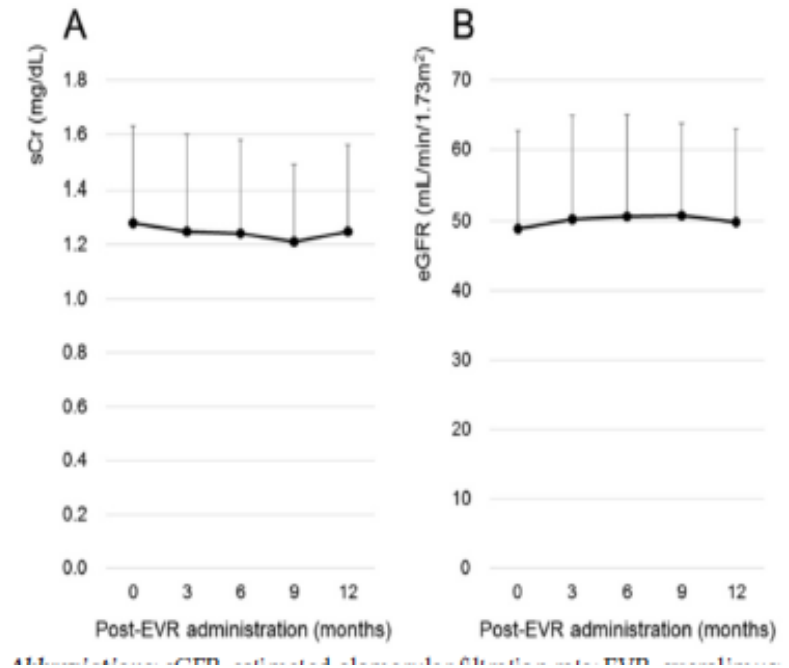 A
sCr (mg/dL)
1.8
1.6
1.4
1.2
1.0
0.8
0.6
0.4
0.2
0.0
0 3 6 9 12
Post-EVR administration (months)
B
eGFR (mL/min/1.73m²)
70
60
50
40
30
20
10
0
0 3 6 9 12
Post-EVR administration (months)
Abbreviations: eGFR, estimated glomerular filtration rate; EVR, everolimus;